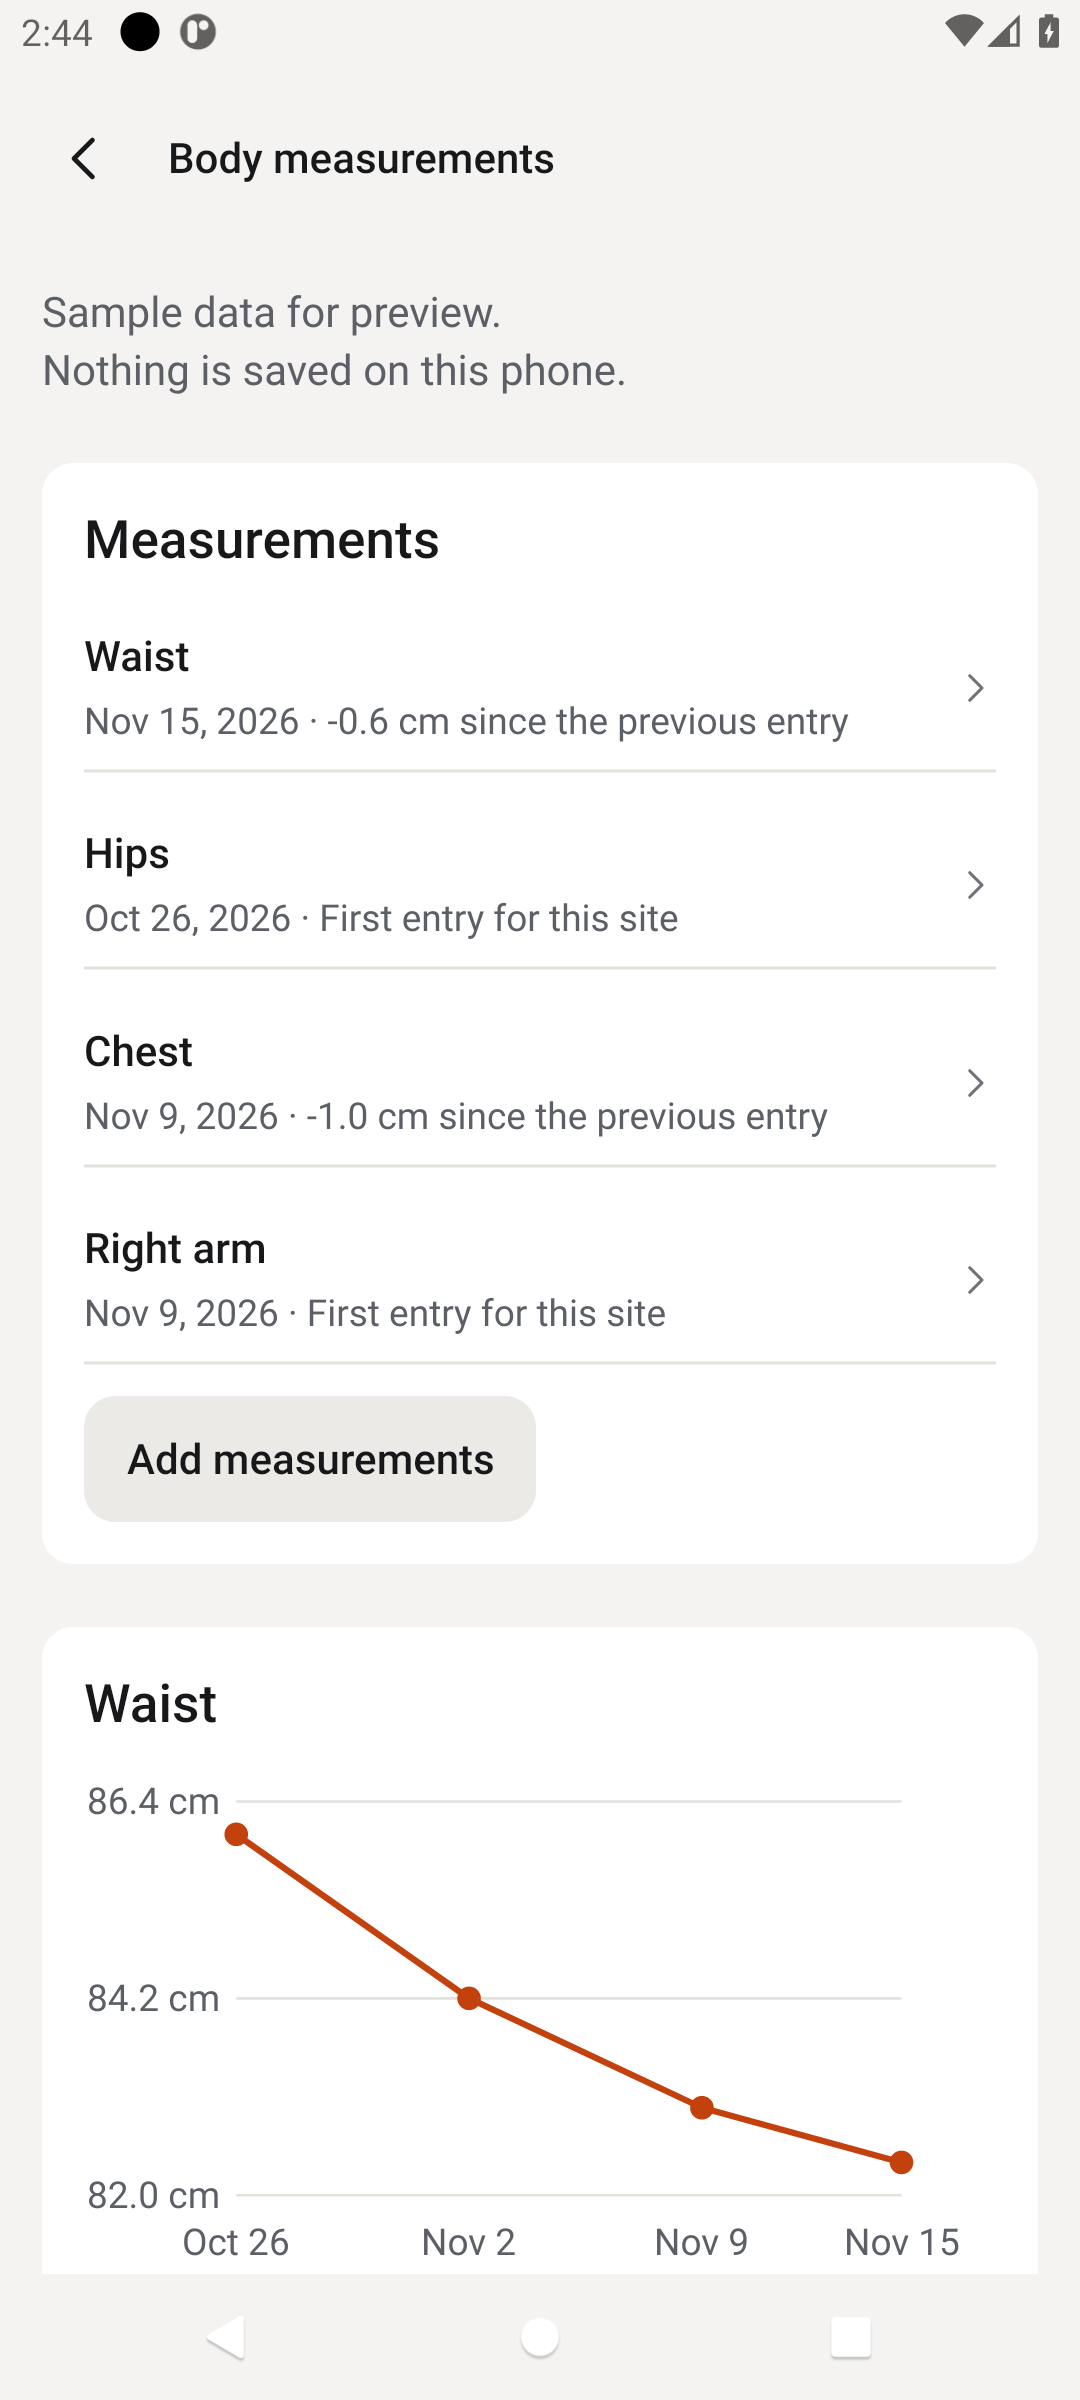 2:44
Body measurements
Sample data for preview.
Nothing is saved on this phone.
Measurements
Waist
Nov 15, 2026 · -0.6 cm since the previous entry
Hips
Oct 26, 2026 · First entry for this site
Chest
Nov 9, 2026 · -1.0 cm since the previous entry
Right arm
Nov 9, 2026 · First entry for this site
Add measurements
Waist
86.4 cm
84.2 cm
82.0 cm
Oct 26 Nov 2 Nov 9 Nov 15